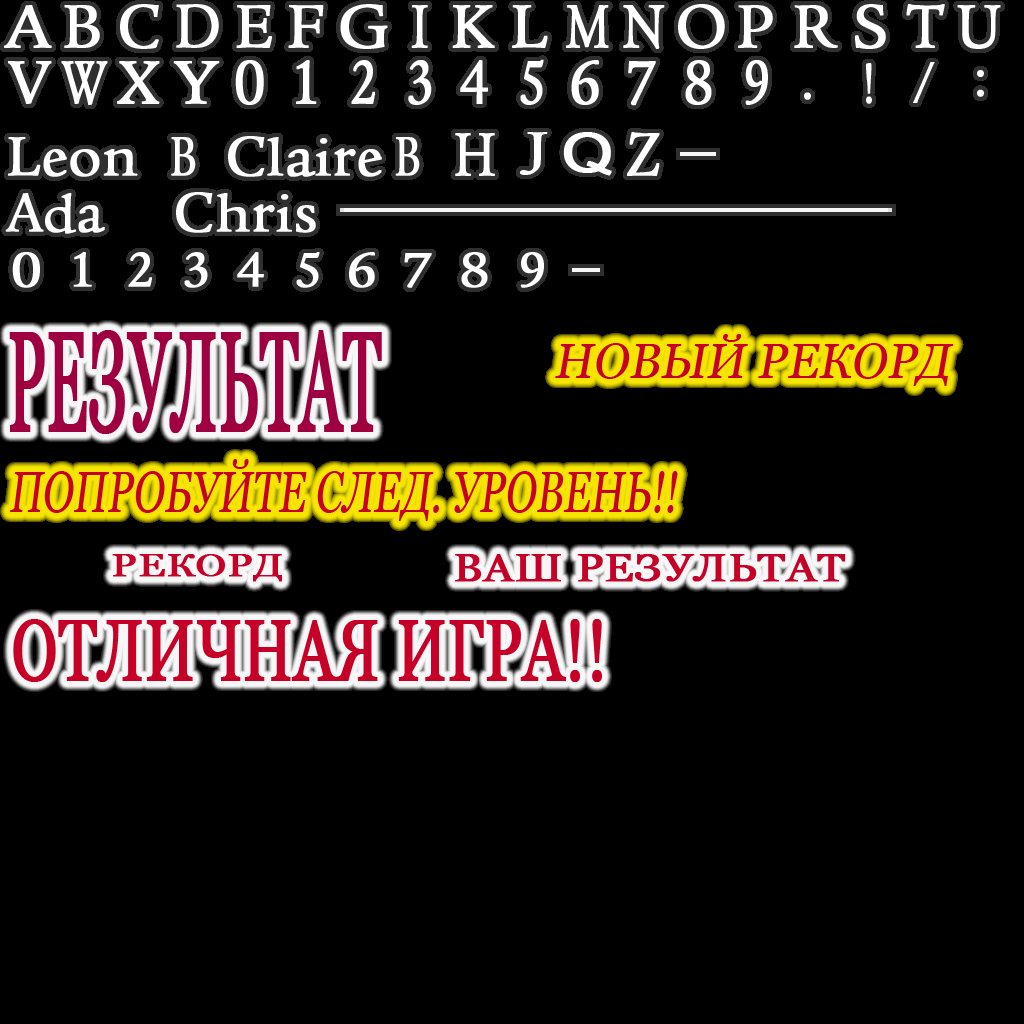 A B C D E F G I K L M N O P R S T U
V W X Y 0 1 2 3 4 5 6 7 8 9 . ! / :
Leon B Claire B H J Q Z –
Ada Chris —
0 1 2 3 4 5 6 7 8 9 –
РЕЗУЛЬТАТ
НОВЫЙ РЕКОРД
ПОПРОБУЙТЕ СЛЕД. УРОВЕНЬ!!
РЕКОРД ВАШ РЕЗУЛЬТАТ
ОТЛИЧНАЯ ИГРА!!